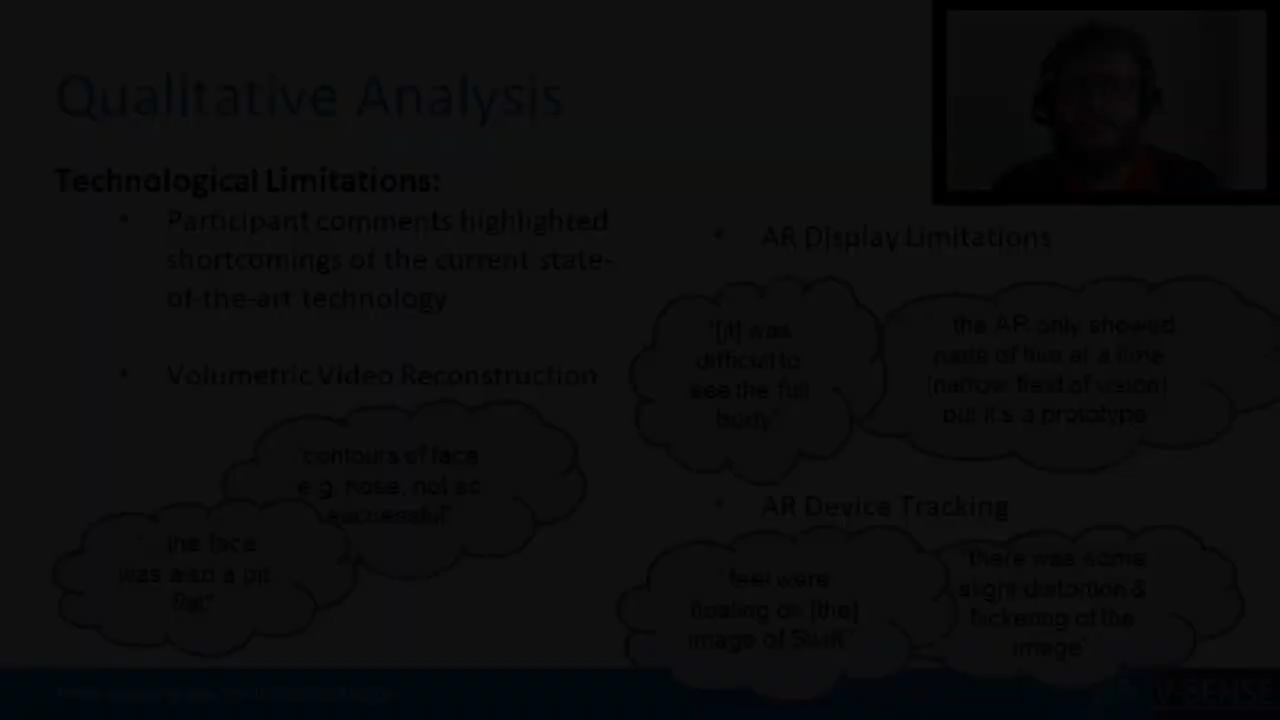 Qualitative Analysis
Technological Limitations:
• Participant comments highlighted
shortcomings of the current state-
of-the-art technology
• Volumetric Video Reconstruction
"contours of face
e.g. nose, not so
successful"
the face
was also a bit
flat"
• AR Display Limitations
"[it] was
difficult to
see the full
body"
the AR only showed
parts of him at a time
[narrow field of vision]
but it's a prototype
• AR Device Tracking
feet were
floating on [the]
image of Swift"
"there was some
slight distortion &
flickering of the
image"
V-SENSE